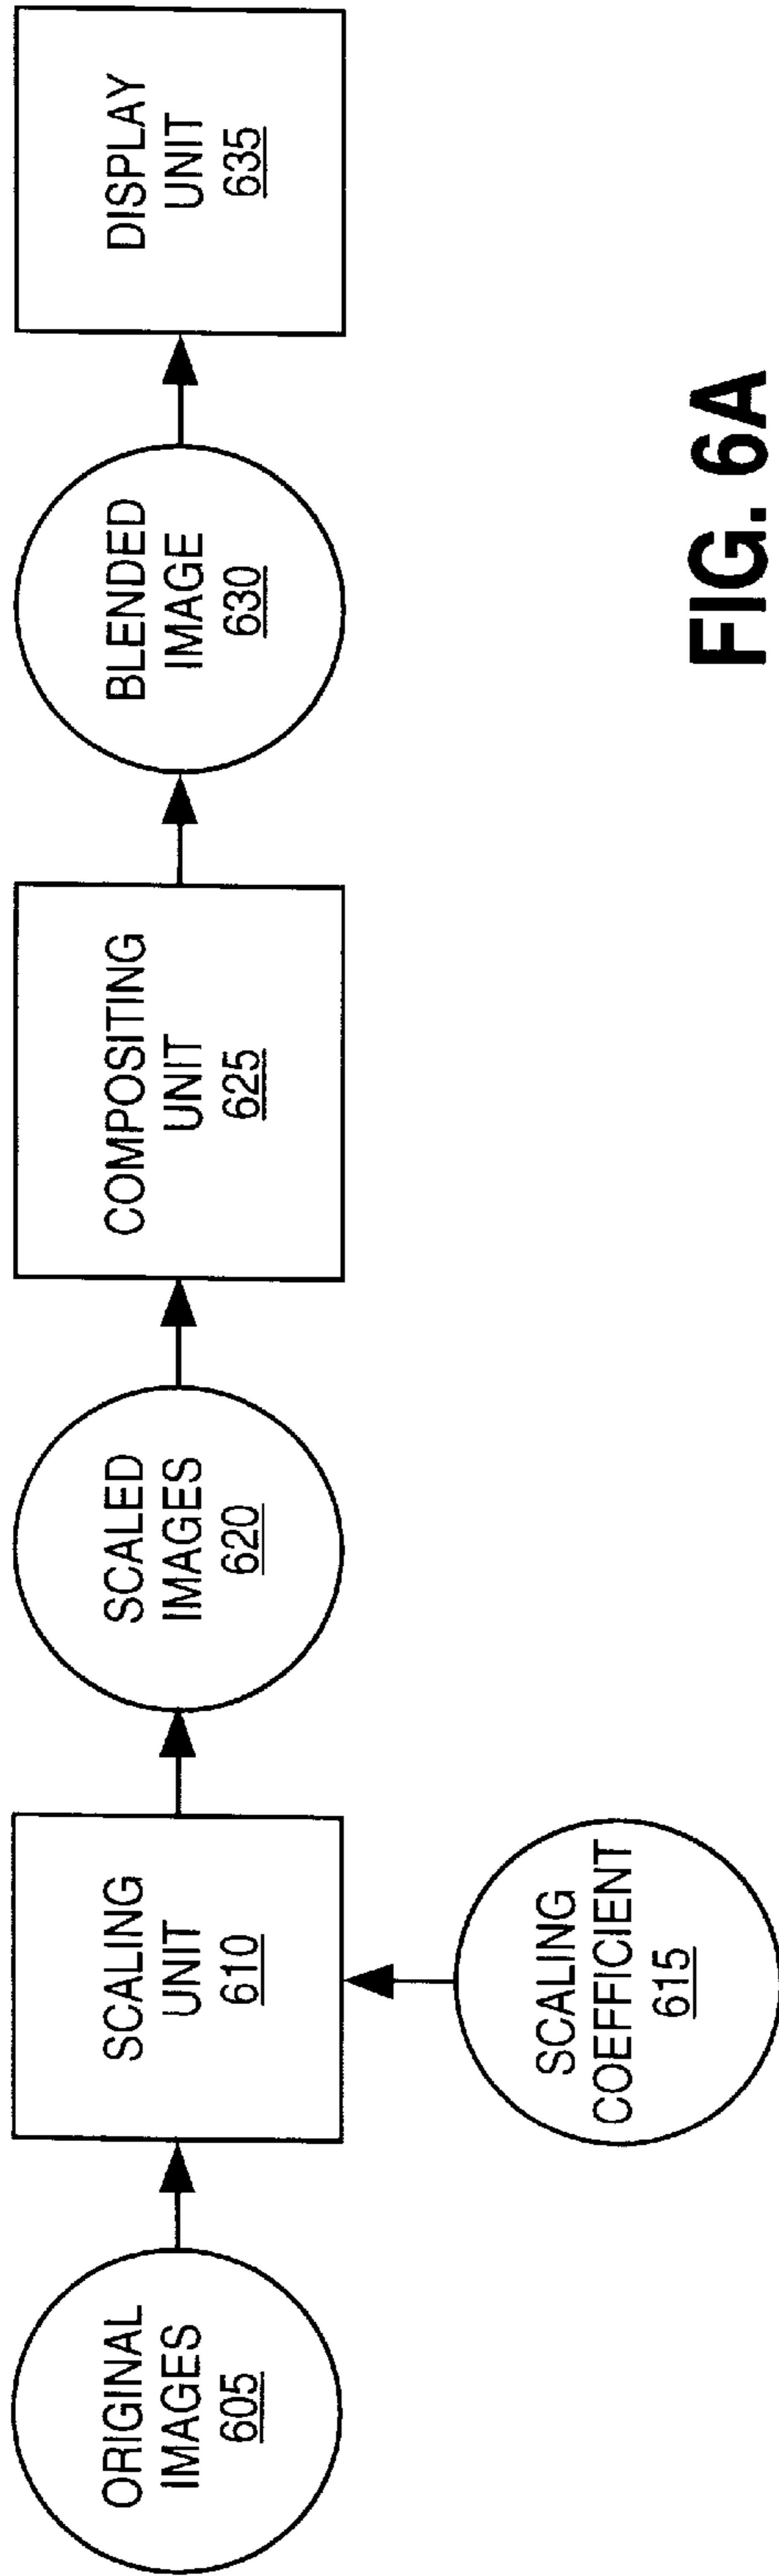 ORIGINAL
IMAGES
605
SCALING
UNIT
610
SCALING
COEFFICIENT
615
SCALED
IMAGES
620
COMPOSITING
UNIT
625
BLENDED
IMAGE
630
DISPLAY
UNIT
635
FIG. 6A